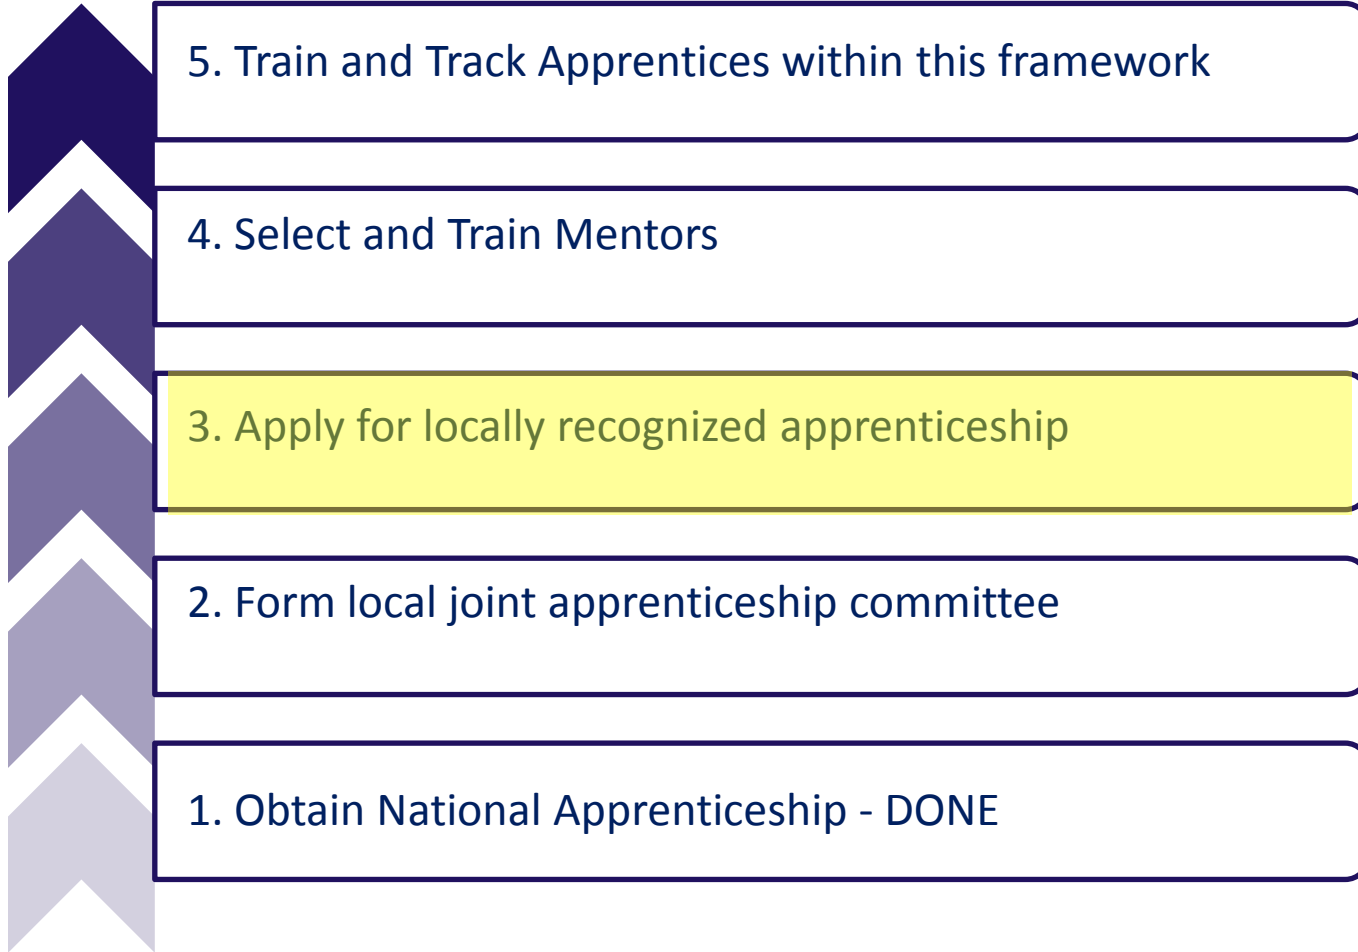 5. Train and Track Apprentices within this framework
4. Select and Train Mentors
3. Apply for locally recognized apprenticeship
2. Form local joint apprenticeship committee
1. Obtain National Apprenticeship - DONE